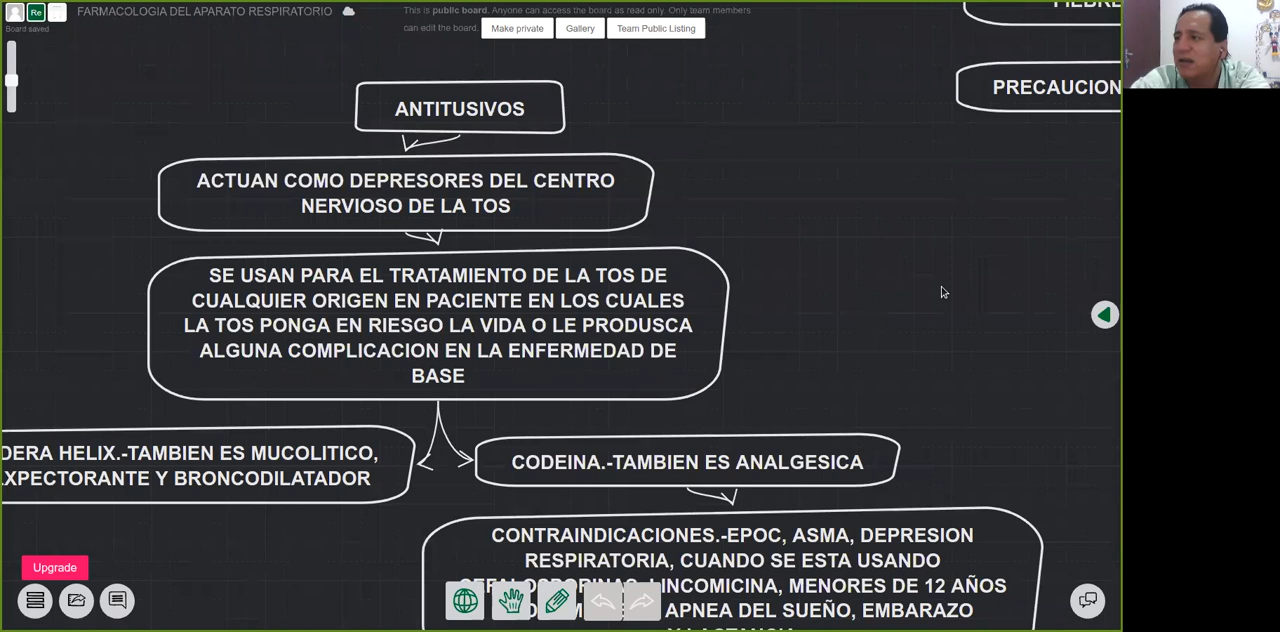 Re
FARMACOLOGIA DEL APARATO RESPIRATORIO
Board saved
This is public board. Anyone can access the board as read only. Only team members
can edit the board.
Make private
Gallery
Team Public Listing
PRECAUCION
ANTITUSIVOS
ACTUAN COMO DEPRESORES DEL CENTRO
NERVIOSO DE LA TOS
SE USAN PARA EL TRATAMIENTO DE LA TOS DE
CUALQUIER ORIGEN EN PACIENTE EN LOS CUALES
LA TOS PONGA EN RIESGO LA VIDA O LE PRODUSCA
ALGUNA COMPLICACION EN LA ENFERMEDAD DE
BASE
DERA HELIX.-TAMBIEN ES MUCOLITICO,
XPECTORANTE Y BRONCODILATADOR
CODEINA.-TAMBIEN ES ANALGESICA
CONTRAINDICACIONES.-EPOC, ASMA, DEPRESION
RESPIRATORIA, CUANDO SE ESTA USANDO
LINCOMICINA, MENORES DE 12 AÑOS
APNEA DEL SUEÑO, EMBARAZO
Upgrade